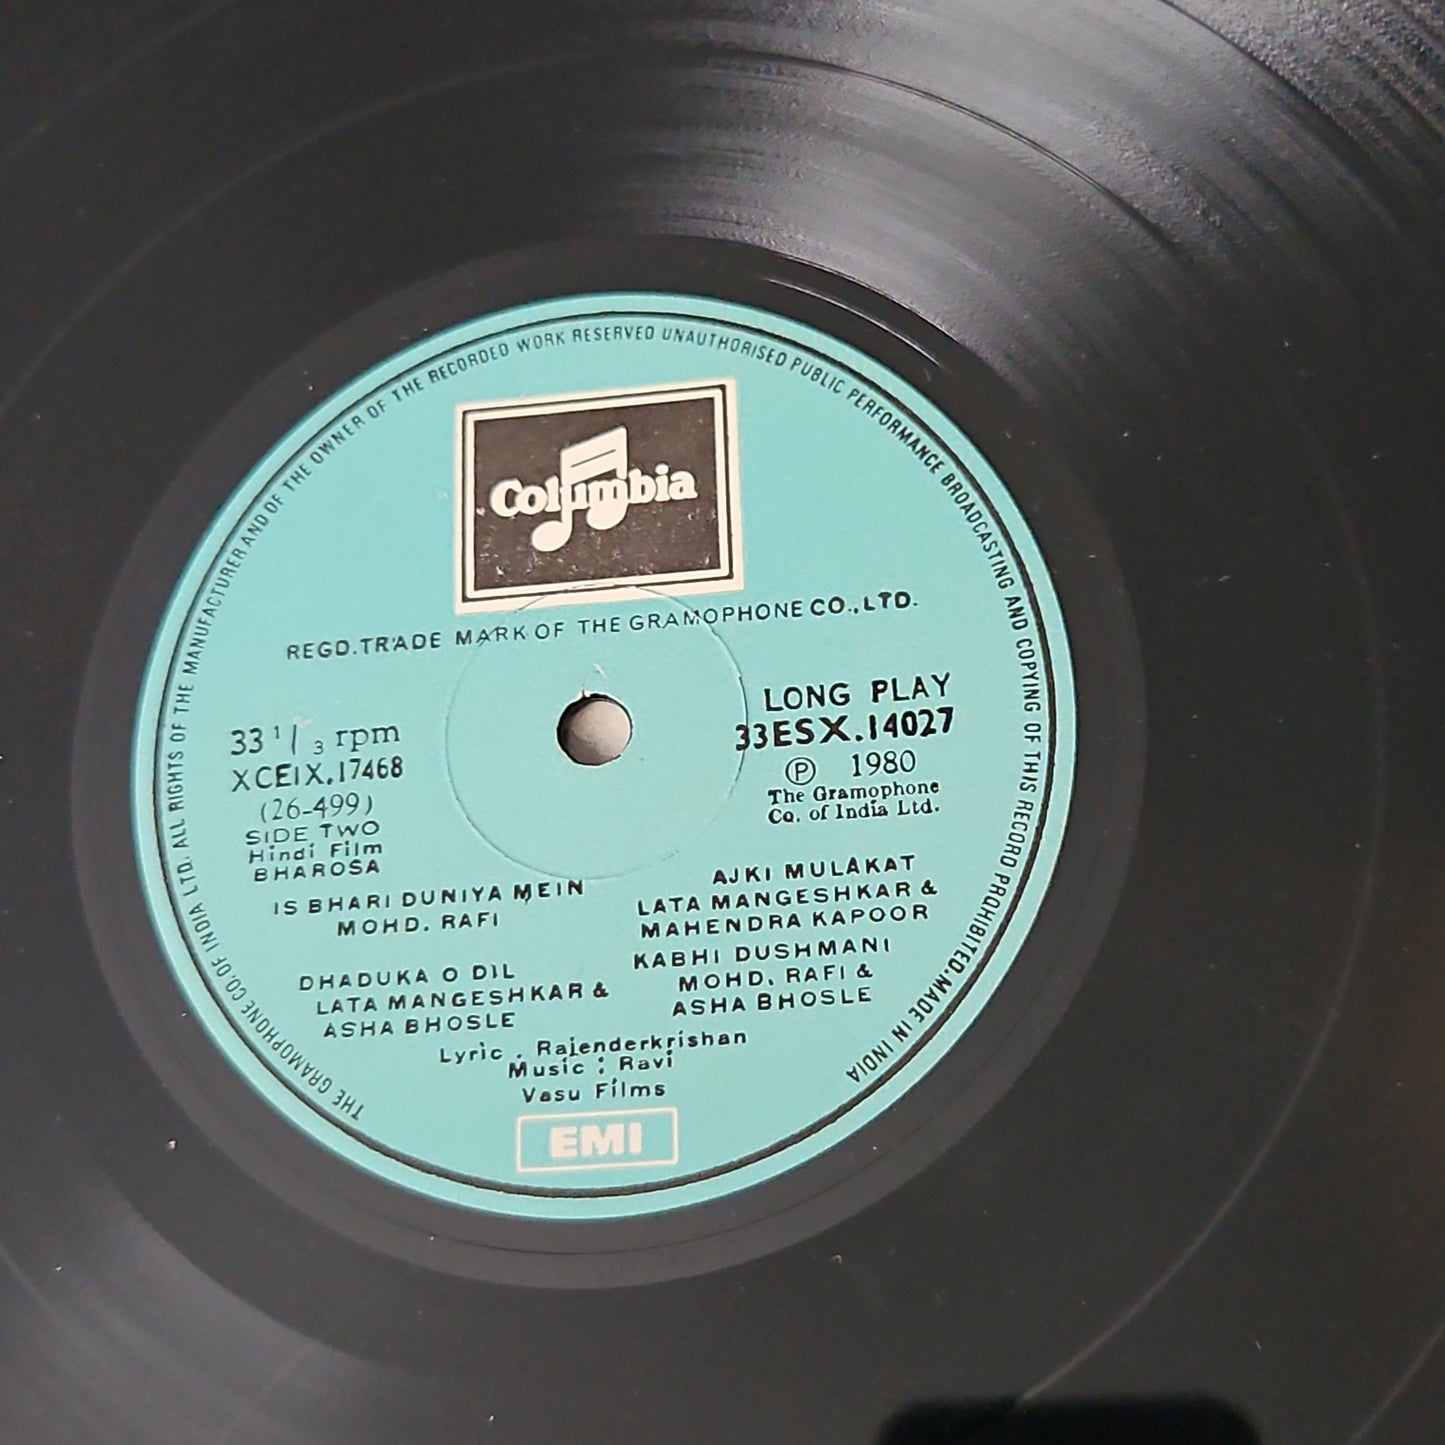 THE GRAMOPHONE CO. OF INDIA LTD. ALL RIGHTS OF THE MANUFACTURER AND OF THE OWNER OF THE RECORDED WORK RESERVED UNAUTHORISED PUBLIC PERFORMANCE BROADCASTING AND COPYING OF THIS RECORD PROHIBITED. MADE IN INDIA
Columbia
REGD. TRADE MARK OF THE GRAMOPHONE CO., LTD.
33 1/3 rpm
XCEIX.17468
(26-499)
SIDE TWO
Hindi Film
BHAROSA
LONG PLAY
33ESX.14027
Ⓟ 1980
The Gramophone
Co. of India Ltd.
IS BHARI DUNIYA MEIN
MOHD. RAFI
DHADUKA O DIL
LATA MANGESHKAR &
ASHA BHOSLE
AJKI MULAKAT
LATA MANGESHKAR &
MAHENDRA KAPOOR
KABHI DUSHMANI
MOHD. RAFI &
ASHA BHOSLE
Lyric . Rajenderkrishan
Music : Ravi
Vasu Films
EMI